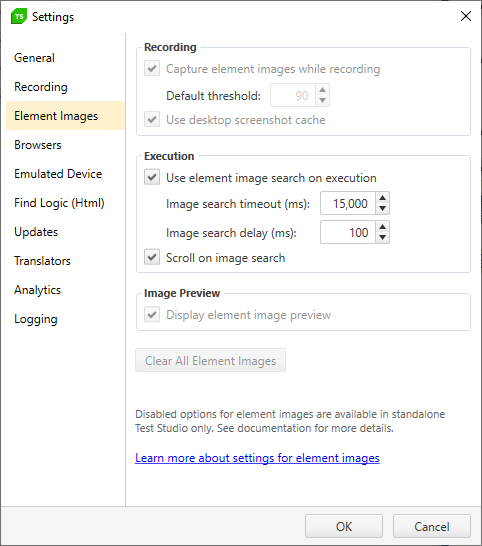 TS Settings
General
Recording
Element Images
Browsers
Emulated Device
Find Logic (Html)
Updates
Translators
Analytics
Logging
Recording
Capture element images while recording
Default threshold: 90
Use desktop screenshot cache
Execution
Use element image search on execution
Image search timeout (ms): 15,000
Image search delay (ms): 100
Scroll on image search
Image Preview
Display element image preview
Clear All Element Images
Disabled options for element images are available in standalone
Test Studio only. See documentation for more details.
Learn more about settings for element images
OK Cancel